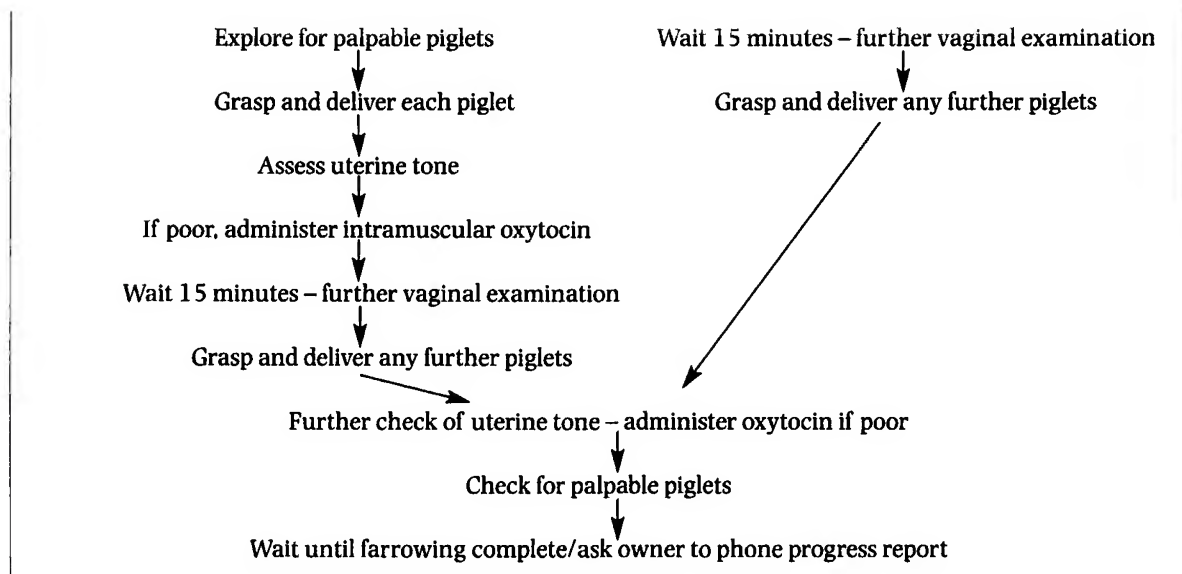 Explore for palpable piglets
Wait 15 minutes – further vaginal examination
Grasp and deliver each piglet
Grasp and deliver any further piglets
Assess uterine tone
If poor, administer intramuscular oxytocin
Wait 15 minutes – further vaginal examination
Grasp and deliver any further piglets
Further check of uterine tone – administer oxytocin if poor
Check for palpable piglets
Wait until farrowing complete/ask owner to phone progress report